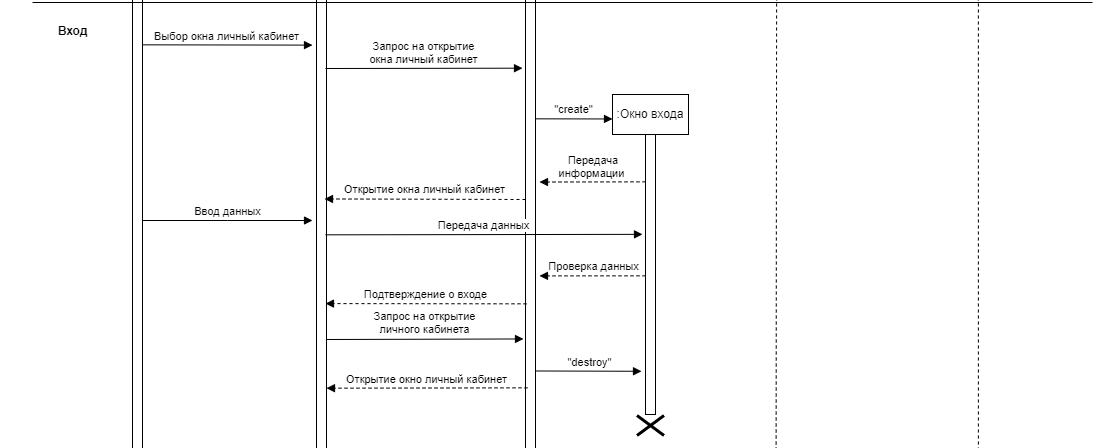 Вход
Выбор окна личный кабинет
Запрос на открытие
окна личный кабинет
"create"
:Окно входа
Передача
информации
Открытие окна личный кабинет
Ввод данных
Передача данных
Проверка данных
Подтверждение о входе
Запрос на открытие
личного кабинета
"destroy"
Открытие окно личный кабинет